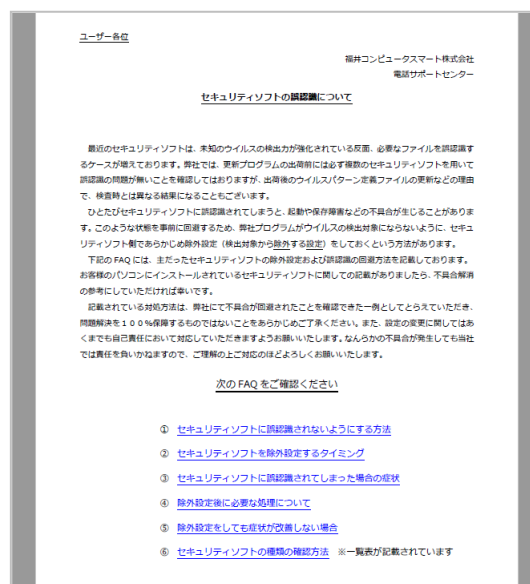 ユーザー各位
福井コンピュータスマート株式会社
電話サポートセンター
セキュリティソフトの誤認識について
最近のセキュリティソフトは、未知のウイルスの検出力が強化されている反面、必要なファイルを誤認識す
るケースが増えております。弊社では、更新プログラムの出荷前には必ず複数のセキュリティソフトを用いて
誤認識の問題が無いことを確認してはおりますが、出荷後のウイルスパターン定義ファイルの更新などの理由
で、検査時とは異なる結果になることもございます。
ひとたびセキュリティソフトに誤認識されてしまうと、起動や保存障害などの不具合が生じることがありま
す。このような状態を事前に回避するため、弊社プログラムがウイルスの検出対象にならないように、セキュ
リティソフト側であらかじめ除外設定（検出対象から除外する設定）をしておくという方法があります。
下記の FAQ には、主だったセキュリティソフトの除外設定および誤認識の回避方法を記載しております。
お客様のパソコンにインストールされているセキュリティソフトに関しての記載がありましたら、不具合解消
の参考にしていただければ幸いです。
記載されている対処方法は、弊社にて不具合が回避されたことを確認できた一例としてとらえていただき、
問題解決を１００％保障するものではないことをあらかじめご了承ください。また、設定の変更に関してはあ
くまでも自己責任において対応していただきますようお願いいたします。なんらかの不具合が発生しても当社
では責任を負いかねますので、ご理解の上ご対応のほどよろしくお願いいたします。
次の FAQ をご確認ください
① セキュリティソフトに誤認識されないようにする方法
② セキュリティソフトを除外設定するタイミング
③ セキュリティソフトに誤認識されてしまった場合の症状
④ 除外設定後に必要な処理について
⑤ 除外設定をしても症状が改善しない場合
⑥ セキュリティソフトの種類の確認方法　※一覧表が記載されています